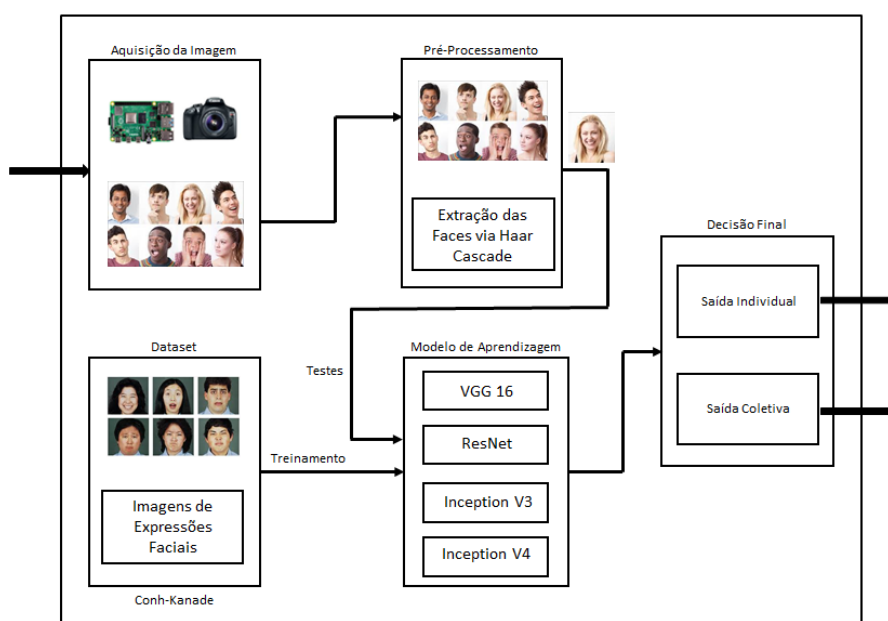 Aquisição da Imagem
Pré-Processamento
Extração das
Faces via Haar
Cascade
Decisão Final
Saída Individual
Saída Coletiva
Dataset
Imagens de
Expressões
Faciais
Conh-Kanade
Testes
Treinamento
Modelo de Aprendizagem
VGG 16
ResNet
Inception V3
Inception V4